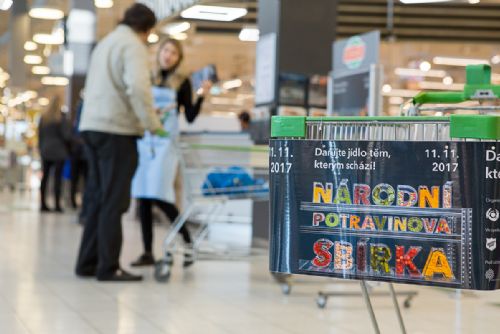 11. 11.
2017
Darujte jídlo těm,
kterým schází!
11. 11.
2017
NÁRODNÍ
POTRAVINOVÁ
SBÍRKA